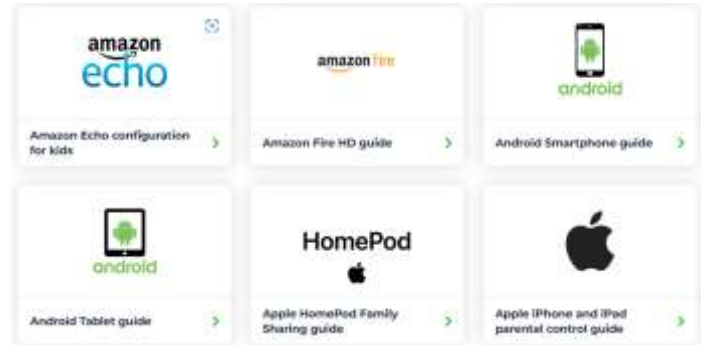 amazon
echo
amazon fire
android
Amazon Echo configuration
for kids
Amazon Fire HD guide
Android Smartphone guide
android
HomePod
Android Tablet guide
Apple HomePod Family
Sharing guide
Apple iPhone and iPad
parental control guide